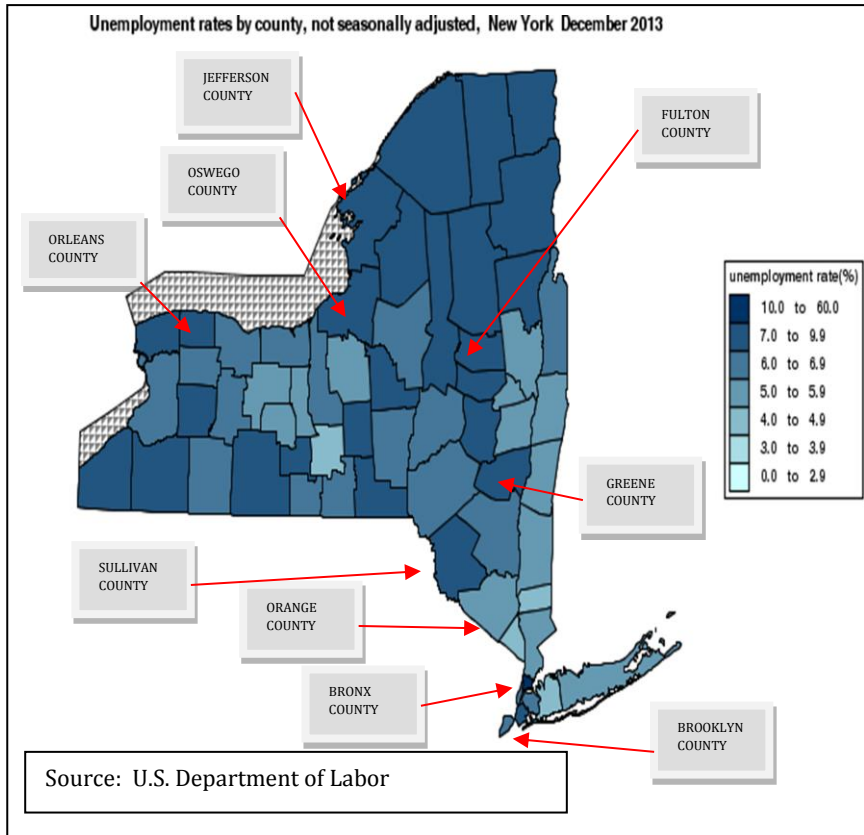 Unemployment rates by county, not seasonally adjusted, New York December 2013
JEFFERSON
COUNTY
FULTON
COUNTY
OSWEGO
COUNTY
ORLEANS
COUNTY
unemployment rate(%)
10.0 to 60.0
7.0 to 9.9
6.0 to 6.9
5.0 to 5.9
4.0 to 4.9
3.0 to 3.9
0.0 to 2.9
GREENE
COUNTY
SULLIVAN
COUNTY
ORANGE
COUNTY
BRONX
COUNTY
BROOKLYN
COUNTY
Source: U.S. Department of Labor